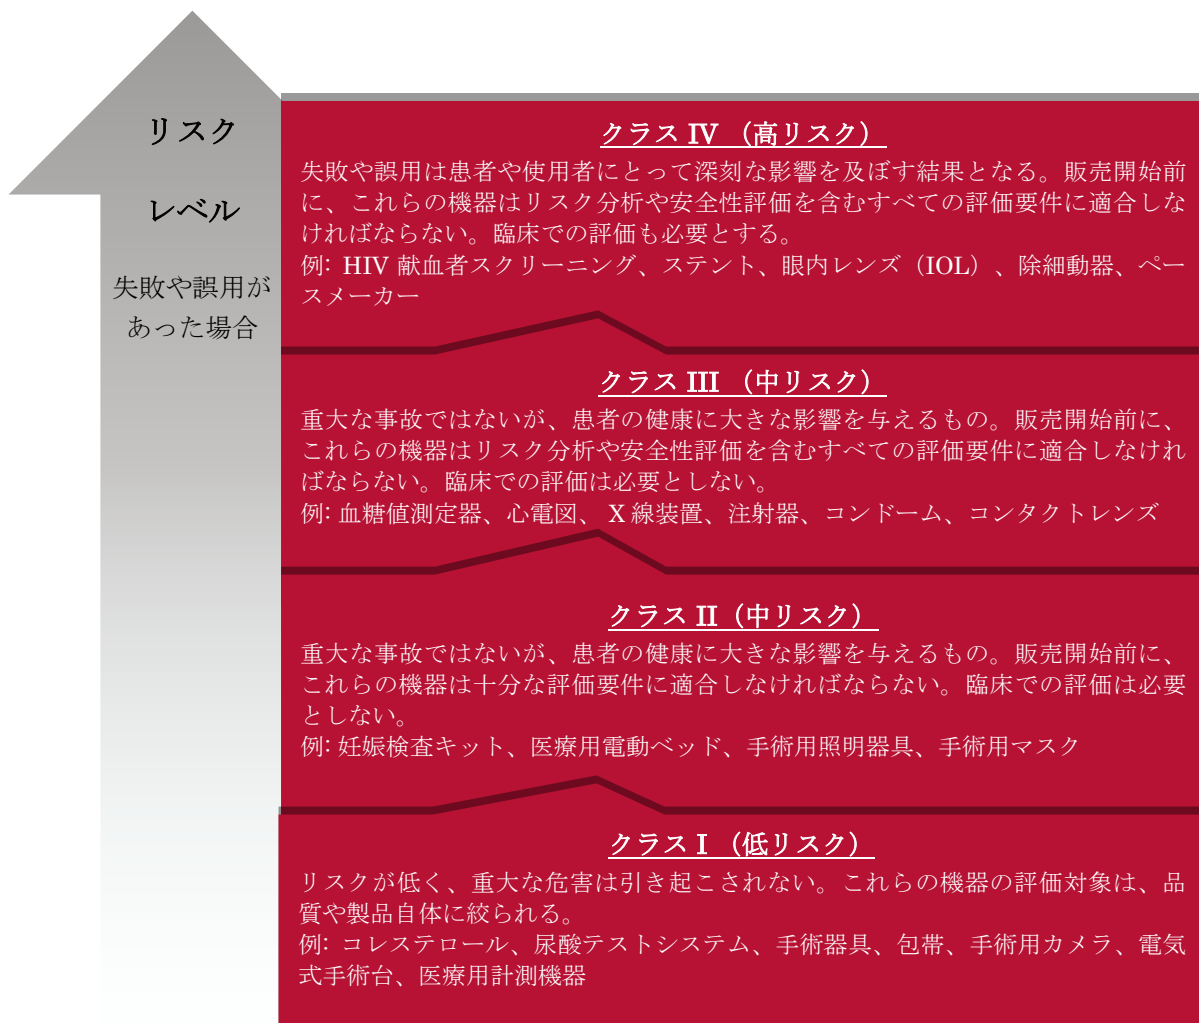 リスク
レベル
失敗や誤用が
あった場合
クラス IV （高リスク）
失敗や誤用は患者や使用者にとって深刻な影響を及ぼす結果となる。販売開始前
に、これらの機器はリスク分析や安全性評価を含むすべての評価要件に適合しな
ければならない。臨床での評価も必要とする。
例: HIV 献血者スクリーニング、ステント、眼内レンズ（IOL）、除細動器、ペー
スメーカー
クラス III （中リスク）
重大な事故ではないが、患者の健康に大きな影響を与えるもの。販売開始前に、
これらの機器はリスク分析や安全性評価を含むすべての評価要件に適合しなけれ
ばならない。臨床での評価は必要としない。
例: 血糖値測定器、心電図、 X 線装置、注射器、コンドーム、コンタクトレンズ
クラス II（中リスク）
重大な事故ではないが、患者の健康に大きな影響を与えるもの。販売開始前に、
これらの機器は十分な評価要件に適合しなければならない。臨床での評価は必要
としない。
例: 妊娠検査キット、医療用電動ベッド、手術用照明器具、手術用マスク
クラス I （低リスク）
リスクが低く、重大な危害は引き起こされない。これらの機器の評価対象は、品
質や製品自体に絞られる。
例: コレステロール、尿酸テストシステム、手術器具、包帯、手術用カメラ、電気
式手術台、医療用計測機器